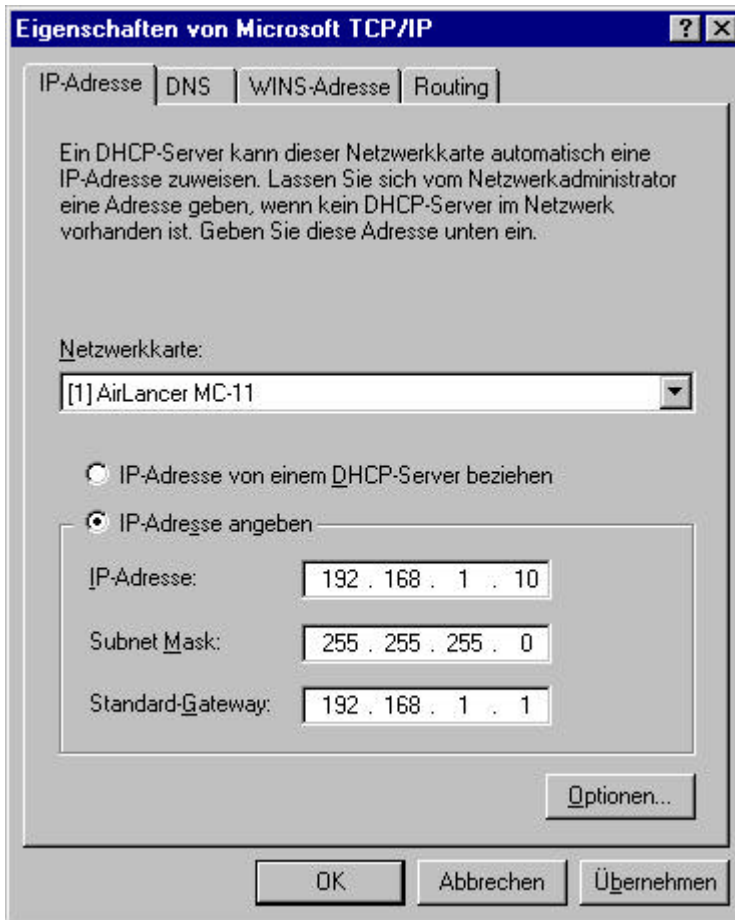 Eigenschaften von Microsoft TCP/IP
IP-Adresse DNS WINS-Adresse Routing
Ein DHCP-Server kann dieser Netzwerkkarte automatisch eine
IP-Adresse zuweisen. Lassen Sie sich vom Netzwerkadministrator
eine Adresse geben, wenn kein DHCP-Server im Netzwerk
vorhanden ist. Geben Sie diese Adresse unten ein.
Netzwerkkarte:
[1] AirLancer MC-11
IP-Adresse von einem DHCP-Server beziehen
IP-Adresse angeben
IP-Adresse: 192 . 168 . 1 . 10
Subnet Mask: 255 . 255 . 255 . 0
Standard-Gateway: 192 . 168 . 1 . 1
Optionen...
OK Abbrechen Übernehmen